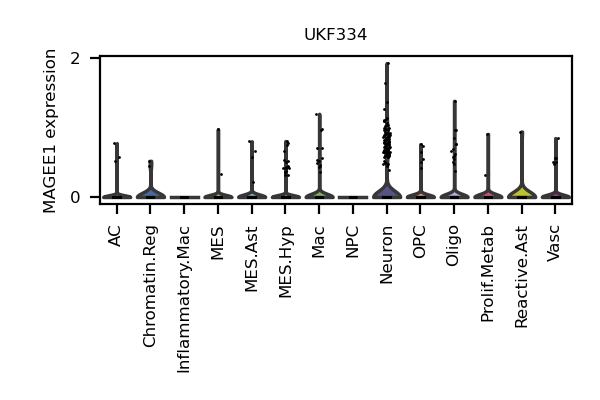 UKF334
MAGEE1 expression
2
0
AC
Chromatin.Reg
Inflammatory.Mac
MES
MES.Ast
MES.Hyp
Mac
NPC
Neuron
OPC
Oligo
Prolif.Metab
Reactive.Ast
Vasc